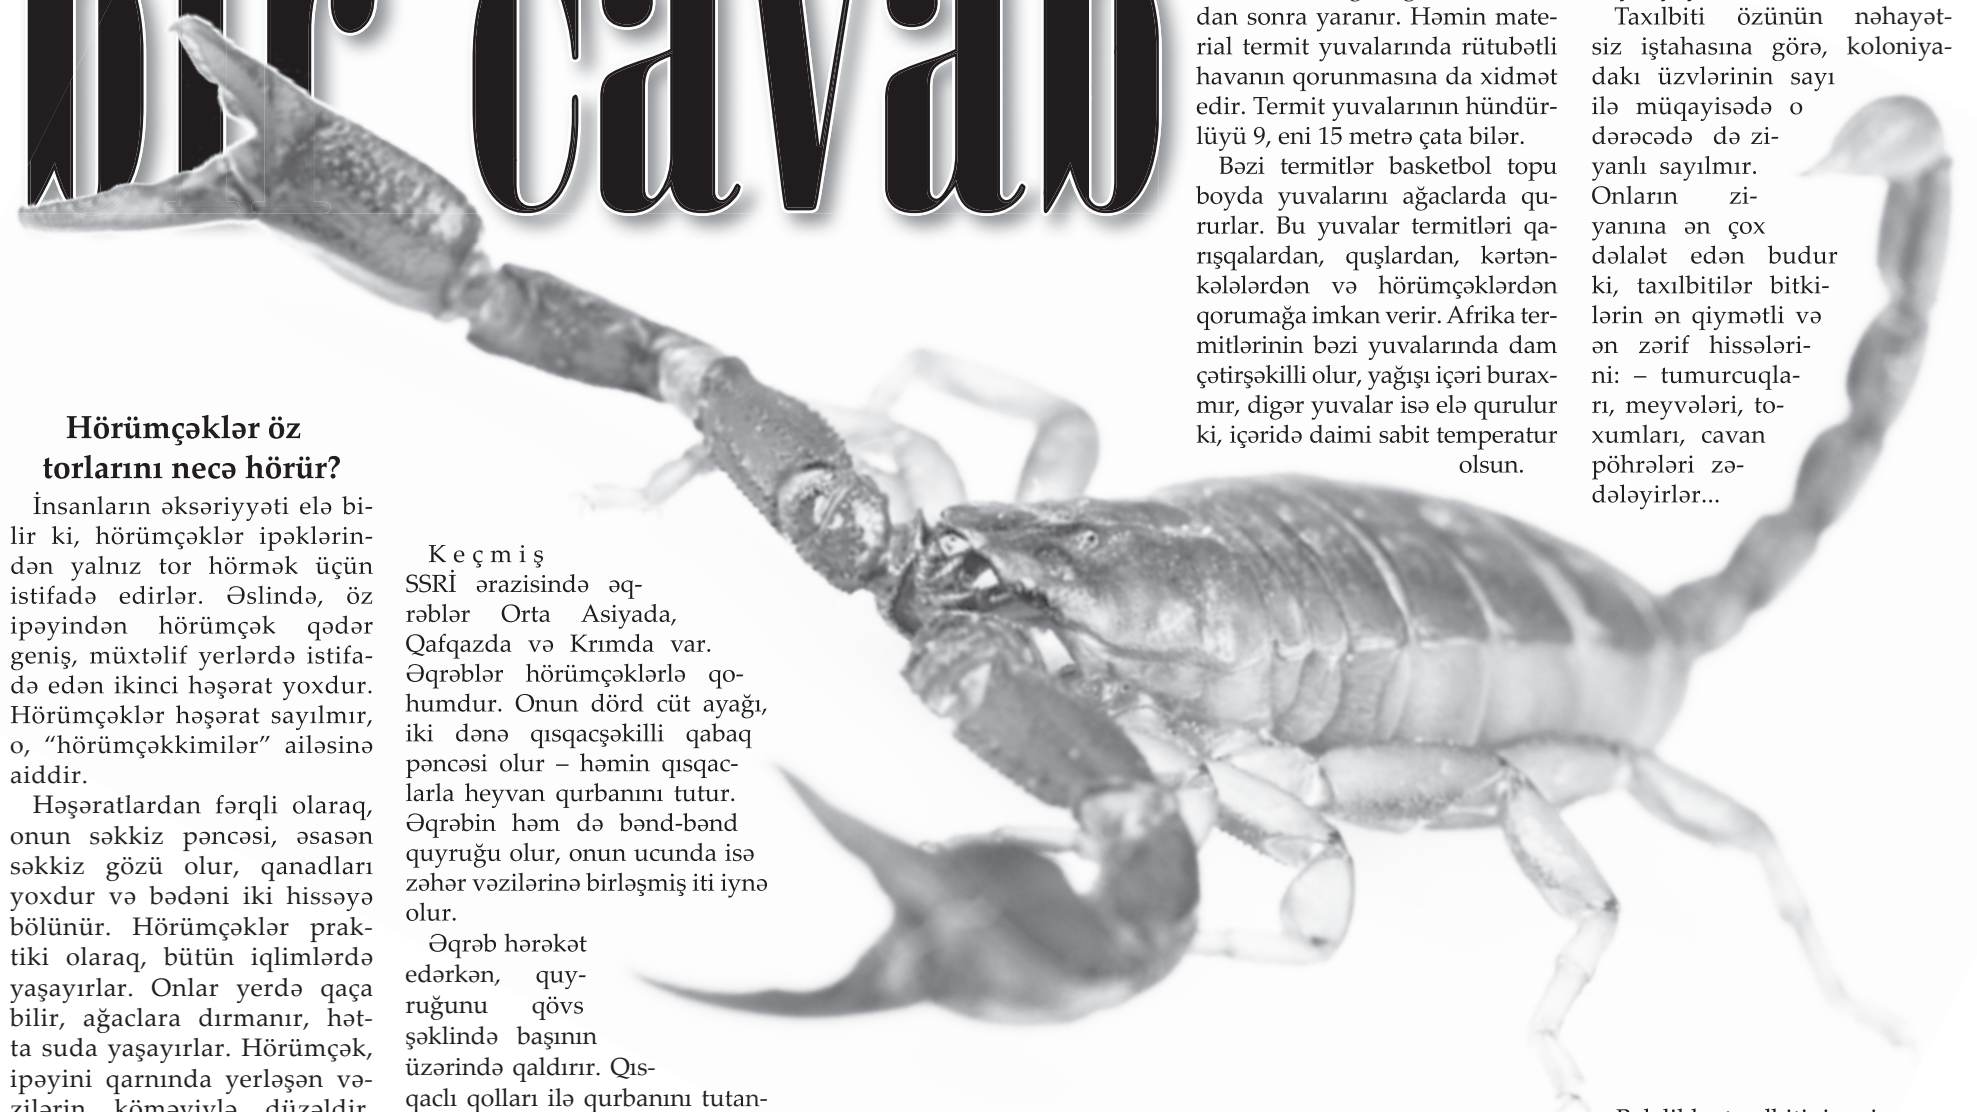 bir cavab
Hörümçəklər öz
torlarını necə hörür?
İnsanların əksəriyyəti elə bi-
lir ki, hörümçəklər ipəklərin-
dən yalnız tor hörmək üçün
istifadə edirlər. Əslində, öz
ipəyindən hörümçək qədər
geniş, müxtəlif yerlərdə istifa-
də edən ikinci həşərat yoxdur.
Hörümçəklər həşərat sayılmır,
o, “hörümçəkkimilər” ailəsinə
aiddir.
Həşəratlardan fərqli olaraq,
onun səkkiz pəncəsi, əsasən
səkkiz gözü olur, qanadları
yoxdur və bədəni iki hissəyə
bölünür. Hörümçəklər prak-
tiki olaraq, bütün iqlimlərdə
yaşayırlar. Onlar yerdə qaça
bilir, ağaclara dırmanır, hət-
ta suda yaşayırlar. Hörümçək,
ipəyini qarnında yerləşən və-
zilərin köməyiylə düzəldir.
Keçmiş
SSRİ ərazisində əq-
rəblər Orta Asiyada,
Qafqazda və Krımda var.
Əqrəblər hörümçəklərlə qo-
humdur. Onun dörd cüt ayağı,
iki dənə qısqacşəkilli qabaq
pəncəsi olur – həmin qısqac-
larla heyvan qurbanını tutur.
Əqrəbin həm də bənd-bənd
quyruğu olur, onun ucunda isə
zəhər vəzilərinə birləşmiş iti iynə
olur.
Əqrəb hərəkət
edərkən, quy-
ruğunu qövs
şəklində başının
üzərində qaldırır. Qıs-
qaclı qolları ilə qurbanını tutan-
dan sonra yaranır. Həmin mate-
rial termit yuvalarında rütubətli
havanın qorunmasına da xidmət
edir. Termit yuvalarının hündür-
lüyü 9, eni 15 metrə çata bilər.
Bəzi termitlər basketbol topu
boyda yuvalarını ağaclarda qu-
rurlar. Bu yuvalar termitləri qa-
rışqalardan, quşlardan, kərtən-
kələlərdən və hörümçəklərdən
qorumağa imkan verir. Afrika ter-
mitlərinin bəzi yuvalarında dam
çətirşəkilli olur, yağışı içəri burax-
mır, digər yuvalar isə elə qurulur
ki, içəridə daimi sabit temperatur
olsun.
Taxılbiti özünün nəhayət-
siz iştahasına görə, koloniya-
dakı üzvlərinin sayı
ilə müqayisədə o
dərəcədə də zi-
yanlı sayılmır.
Onların zi-
yanına ən çox
dəlalət edən budur
ki, taxılbitilər bitki-
lərin ən qiymətli və
ən zərif hissələri-
ni: – tumurcuqla-
rı, meyvələri, to-
xumları, cavan
pöhrələri zə-
dələyirlər...